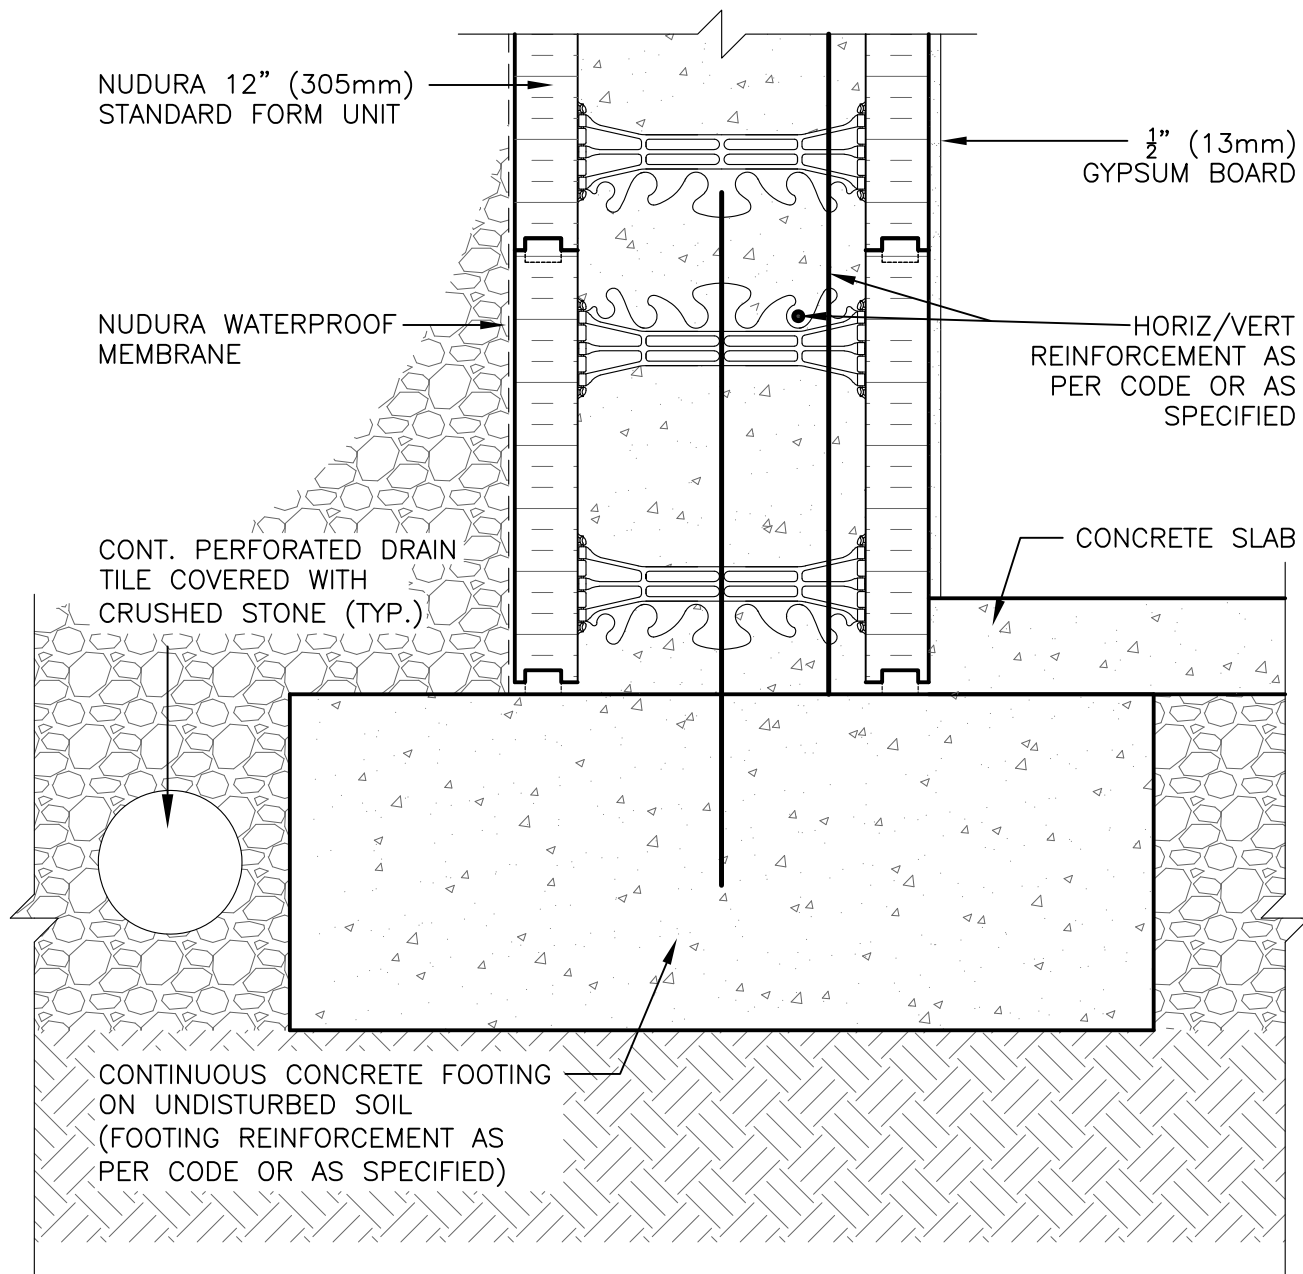 NUDURA 12” (305mm)
STANDARD FORM UNIT
½” (13mm)
GYPSUM BOARD
NUDURA WATERPROOF
MEMBRANE
HORIZ/VERT
REINFORCEMENT AS
PER CODE OR AS
SPECIFIED
CONT. PERFORATED DRAIN
TILE COVERED WITH
CRUSHED STONE (TYP.)
CONCRETE SLAB
CONTINUOUS CONCRETE FOOTING
ON UNDISTURBED SOIL
(FOOTING REINFORCEMENT AS
PER CODE OR AS SPECIFIED)